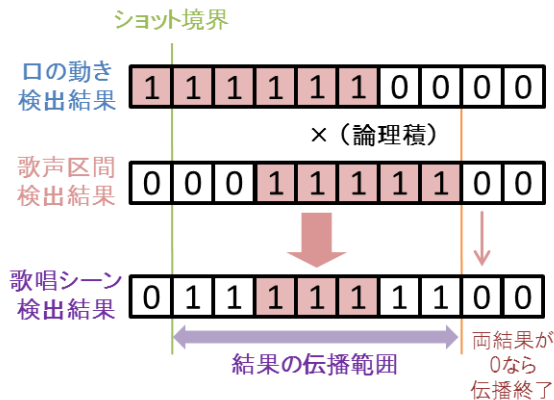 ショット境界
口の動き
検出結果
1 1 1 1 1 1 0 0 0 0
×（論理積）
歌声区間
検出結果
0 0 0 1 1 1 1 1 0 0
歌唱シーン
検出結果
0 1 1 1 1 1 1 1 0 0
結果の伝播範囲
両結果が
0なら
伝播終了